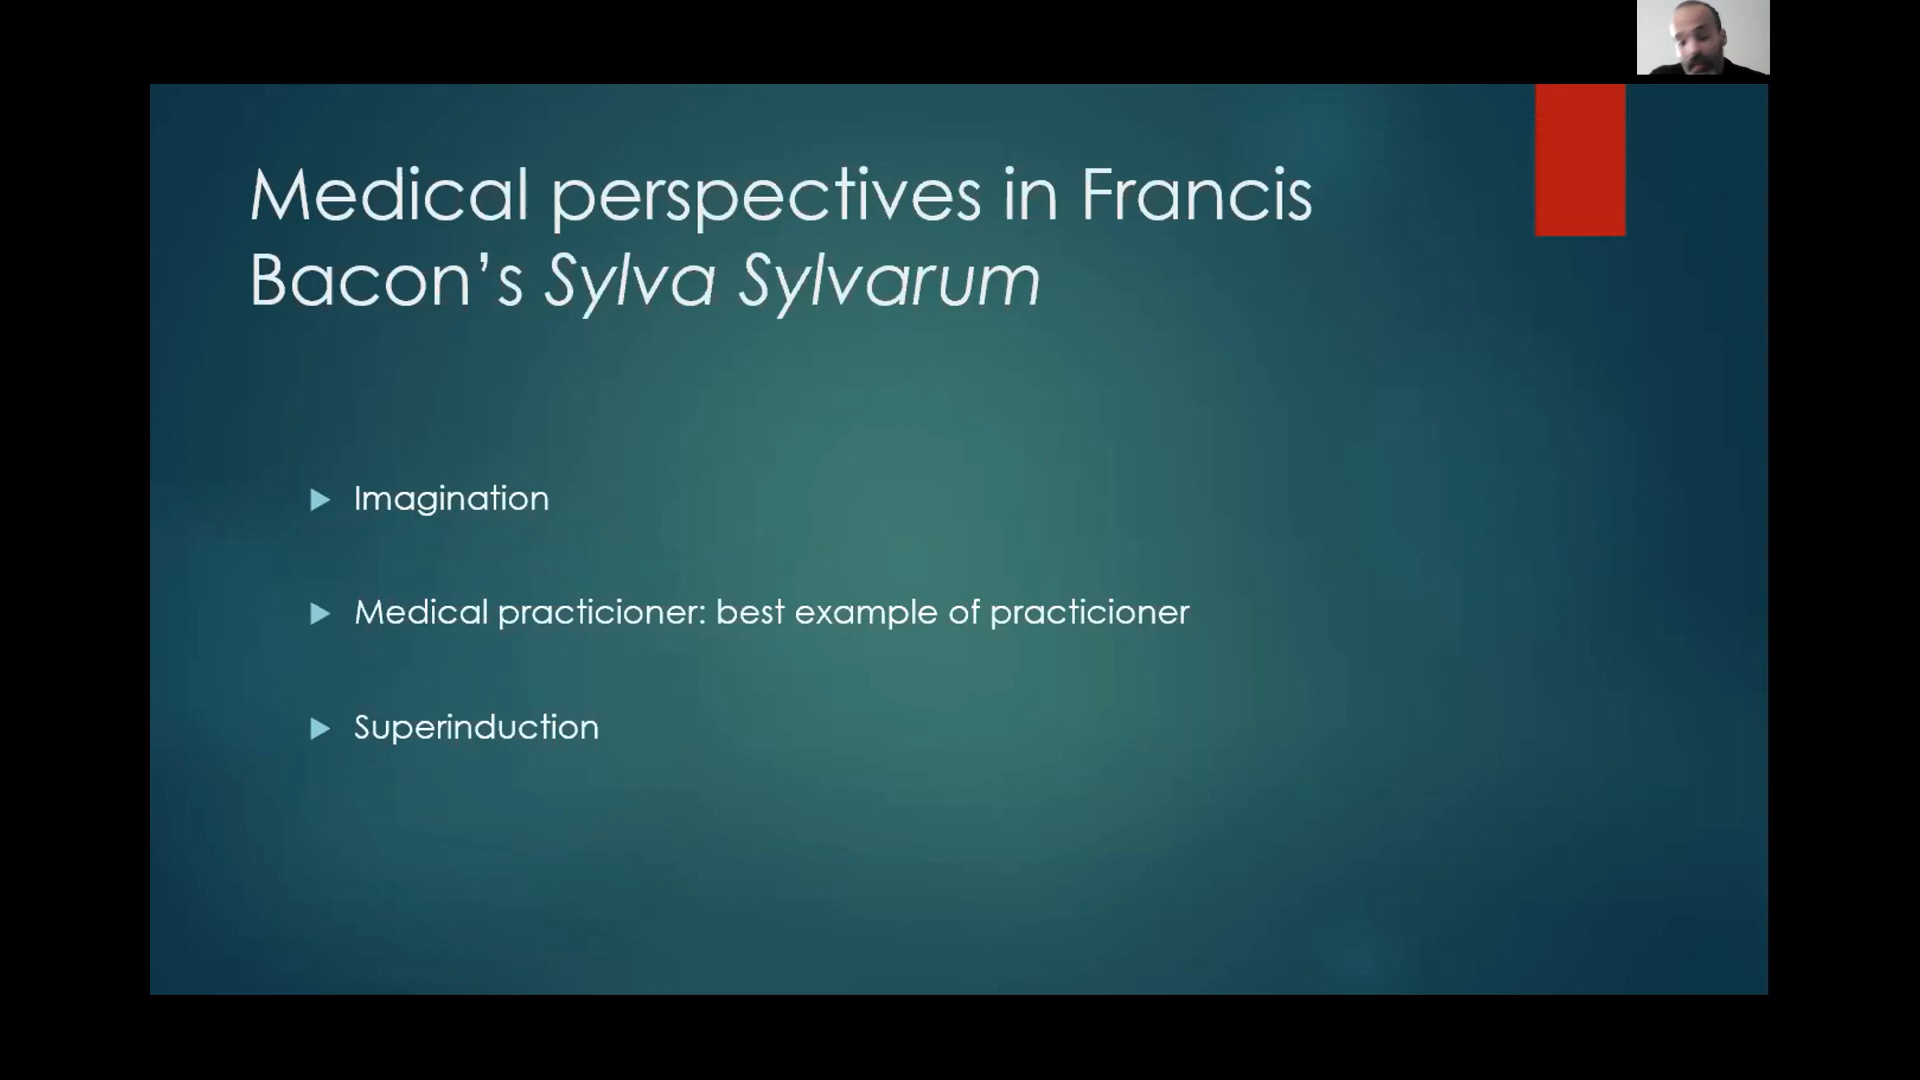 Medical perspectives in Francis
Bacon’s Sylva Sylvarum
Imagination
Medical practicioner: best example of practicioner
Superinduction